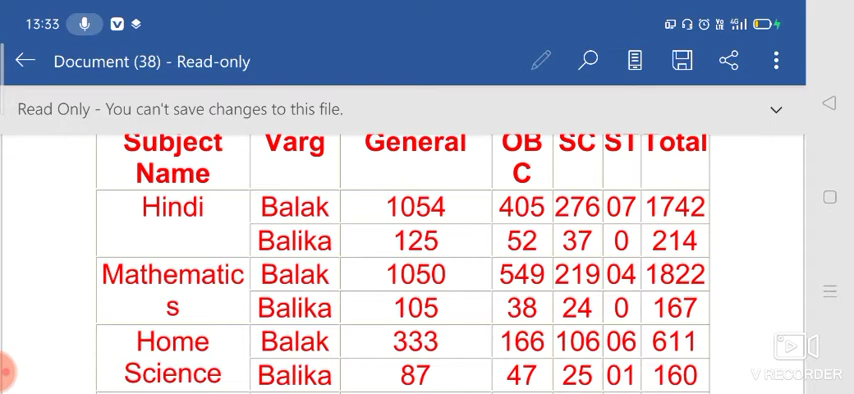 13:33
Document (38) - Read-only
Read Only - You can't save changes to this file.
Subject Name Varg General OBC SC ST Total
Hindi Balak 1054 405 276 07 1742
Balika 125 52 37 0 214
Mathematics Balak 1050 549 219 04 1822
Balika 105 38 24 0 167
Home Science Balak 333 166 106 06 611
Balika 87 47 25 01 160
V RECORDER